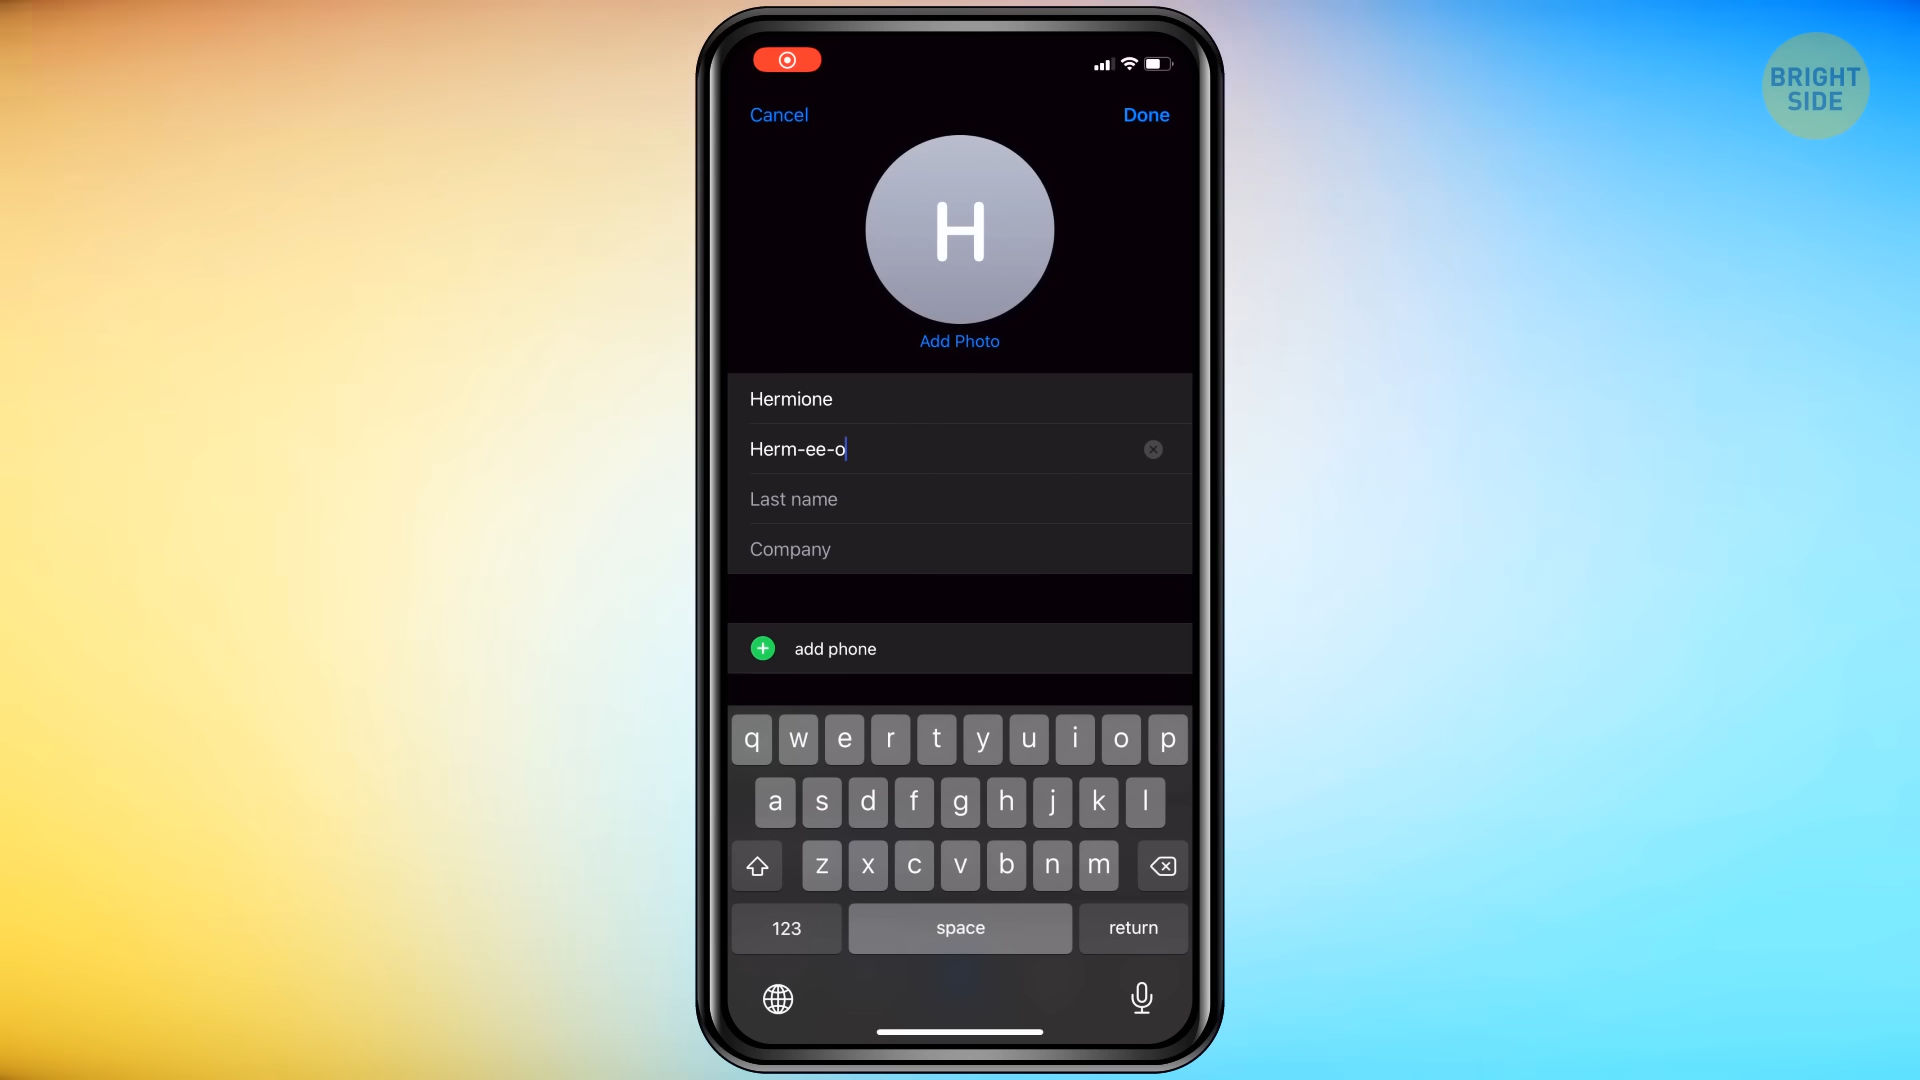 BRIGHT
SIDE
Cancel
Done
H
Add Photo
Hermione
Herm-ee-o
Last name
Company
add phone
q w e r t y u i o p
a s d f g h j k l
z x c v b n m
123 space return